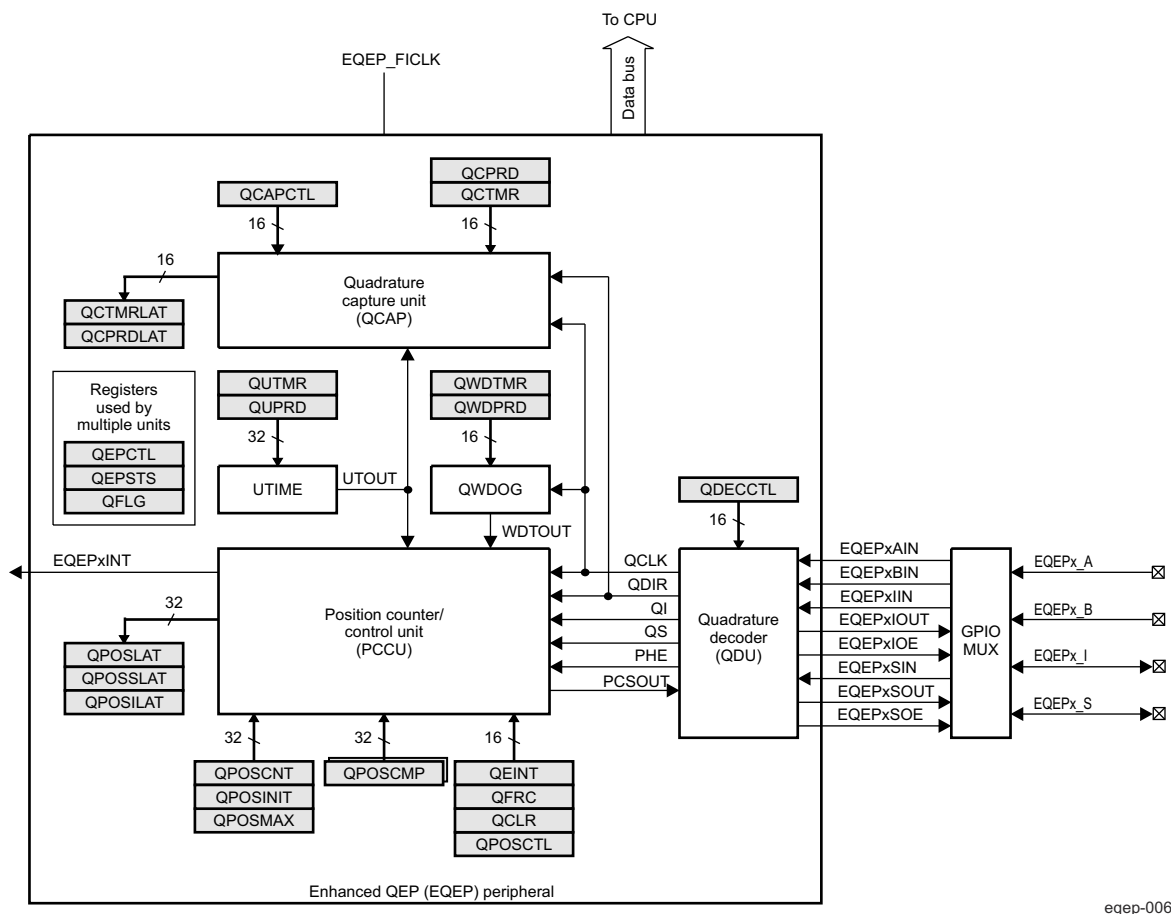 To CPU
EQEP_FICLK
Data bus
QCPRD
QCAPCTL
QCTMR
16
16
16
Quadrature
capture unit
(QCAP)
QCTMRLAT
QCPRDLAT
Registers
used by
multiple units
QEPCTL
QEPSTS
QFLG
QUTMR
QUPRD
32
QWDTMR
QWDPRD
16
UTIME
UTOUT
QWDOG
WDTOUT
QDECCTL
16
EQEPxINT
32
QPOSLAT
QPOSSLAT
QPOSILAT
Position counter/
control unit
(PCCU)
QCLK
QDIR
QI
QS
PHE
PCSOUT
Quadrature
decoder
(QDU)
EQEPxAIN
EQEPxBIN
EQEPxIIN
EQEPxIOUT
EQEPxIOE
EQEPxSIN
EQEPxSOUT
EQEPxSOE
GPIO
MUX
EQEPx_A
EQEPx_B
EQEPx_I
EQEPx_S
32
32
16
QPOSCNT
QPOSINIT
QPOSMAX
QPOSCMP
QEINT
QFRC
QCLR
QPOSCTL
Enhanced QEP (EQEP) peripheral
eqep-006